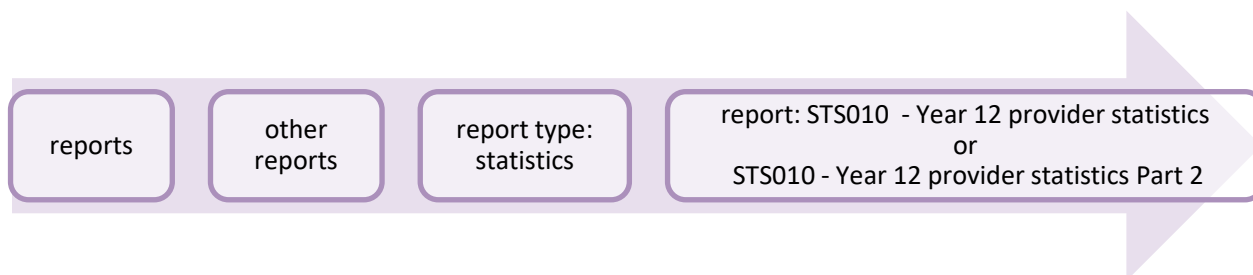 reports
other
reports
report type:
statistics
report: STS010  - Year 12 provider statistics
or
STS010 - Year 12 provider statistics Part 2